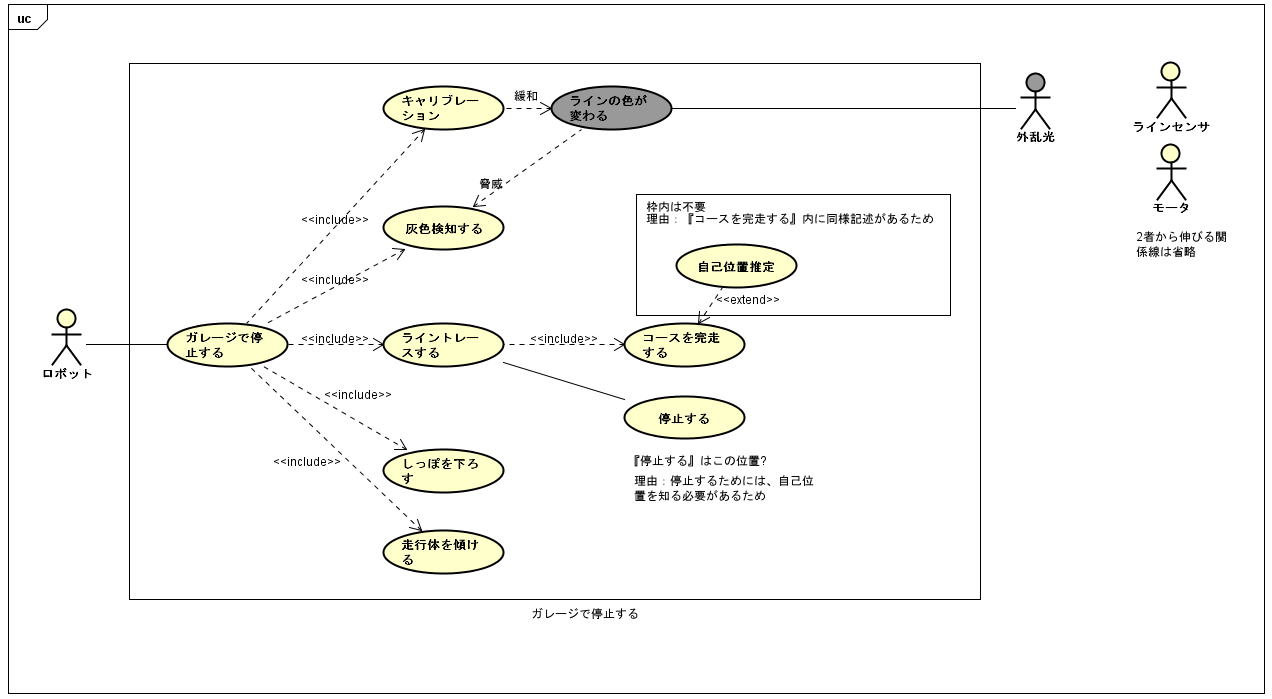 uc
キャリブレー
ション
緩和
ラインの色が
変わる
外乱光
ラインセンサ
モータ
2者から伸びる関
係線は省略
脅威
<<include>>
灰色検知する
枠内は不要
理由：『コースを完走する』内に同様記述があるため
自己位置推定
<<extend>>
<<include>>
ロボット
ガレージで停
止する
<<include>>
ライントレー
スする
<<include>>
コースを完走
する
<<include>>
停止する
<<include>>
しっぽを下ろ
す
『停止する』はこの位置?
理由：停止するためには、自己位
置を知る必要があるため
走行体を傾け
る
ガレージで停止する